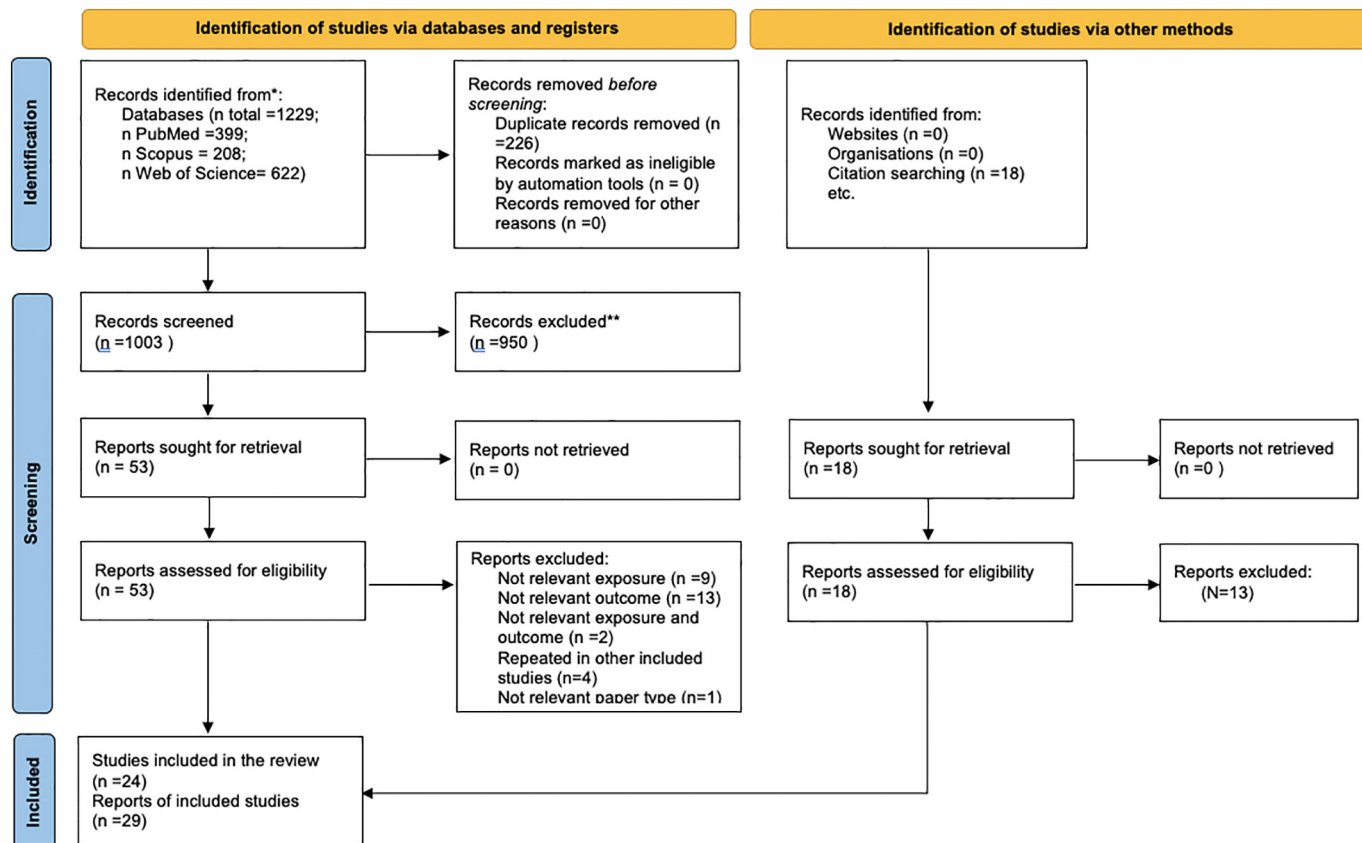 Identification of studies via databases and registers
Identification of studies via other methods
Identification
Records identified from*:
Databases (n total =1229;
n PubMed =399;
n Scopus = 208;
n Web of Science= 622)
Records removed before
screening:
Duplicate records removed (n
=226)
Records marked as ineligible
by automation tools (n = 0)
Records removed for other
reasons (n =0)
Records identified from:
Websites (n =0)
Organisations (n =0)
Citation searching (n =18)
etc.
Screening
Records screened
(n =1003 )
Records excluded**
(n =950 )
Reports sought for retrieval
(n = 53)
Reports not retrieved
(n = 0)
Reports sought for retrieval
(n =18)
Reports not retrieved
(n =0 )
Reports assessed for eligibility
(n = 53)
Reports excluded:
Not relevant exposure (n =9)
Not relevant outcome (n =13)
Not relevant exposure and
outcome (n =2)
Repeated in other included
studies (n=4)
Not relevant paper type (n=1)
Reports assessed for eligibility
(n =18)
Reports excluded:
(N=13)
Included
Studies included in the review
(n =24)
Reports of included studies
(n =29)